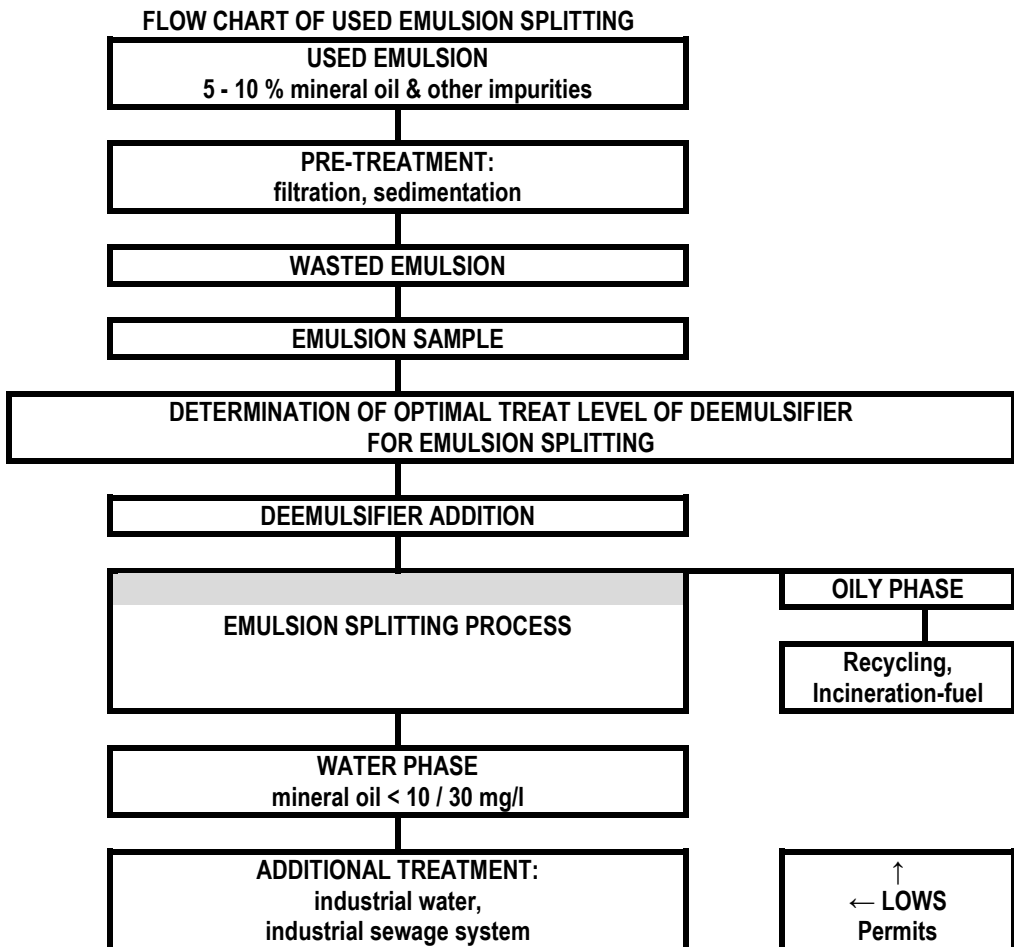 FLOW CHART OF USED EMULSION SPLITTING
USED EMULSION
5 - 10 % mineral oil & other impurities
PRE-TREATMENT:
filtration, sedimentation
WASTED EMULSION
EMULSION SAMPLE
DETERMINATION OF OPTIMAL TREAT LEVEL OF DEEMULSIFIER
FOR EMULSION SPLITTING
DEEMULSIFIER ADDITION
EMULSION SPLITTING PROCESS
OILY PHASE
Recycling,
Incineration-fuel
WATER PHASE
mineral oil < 10 / 30 mg/l
ADDITIONAL TREATMENT:
industrial water,
industrial sewage system
↑
← LOWS
Permits